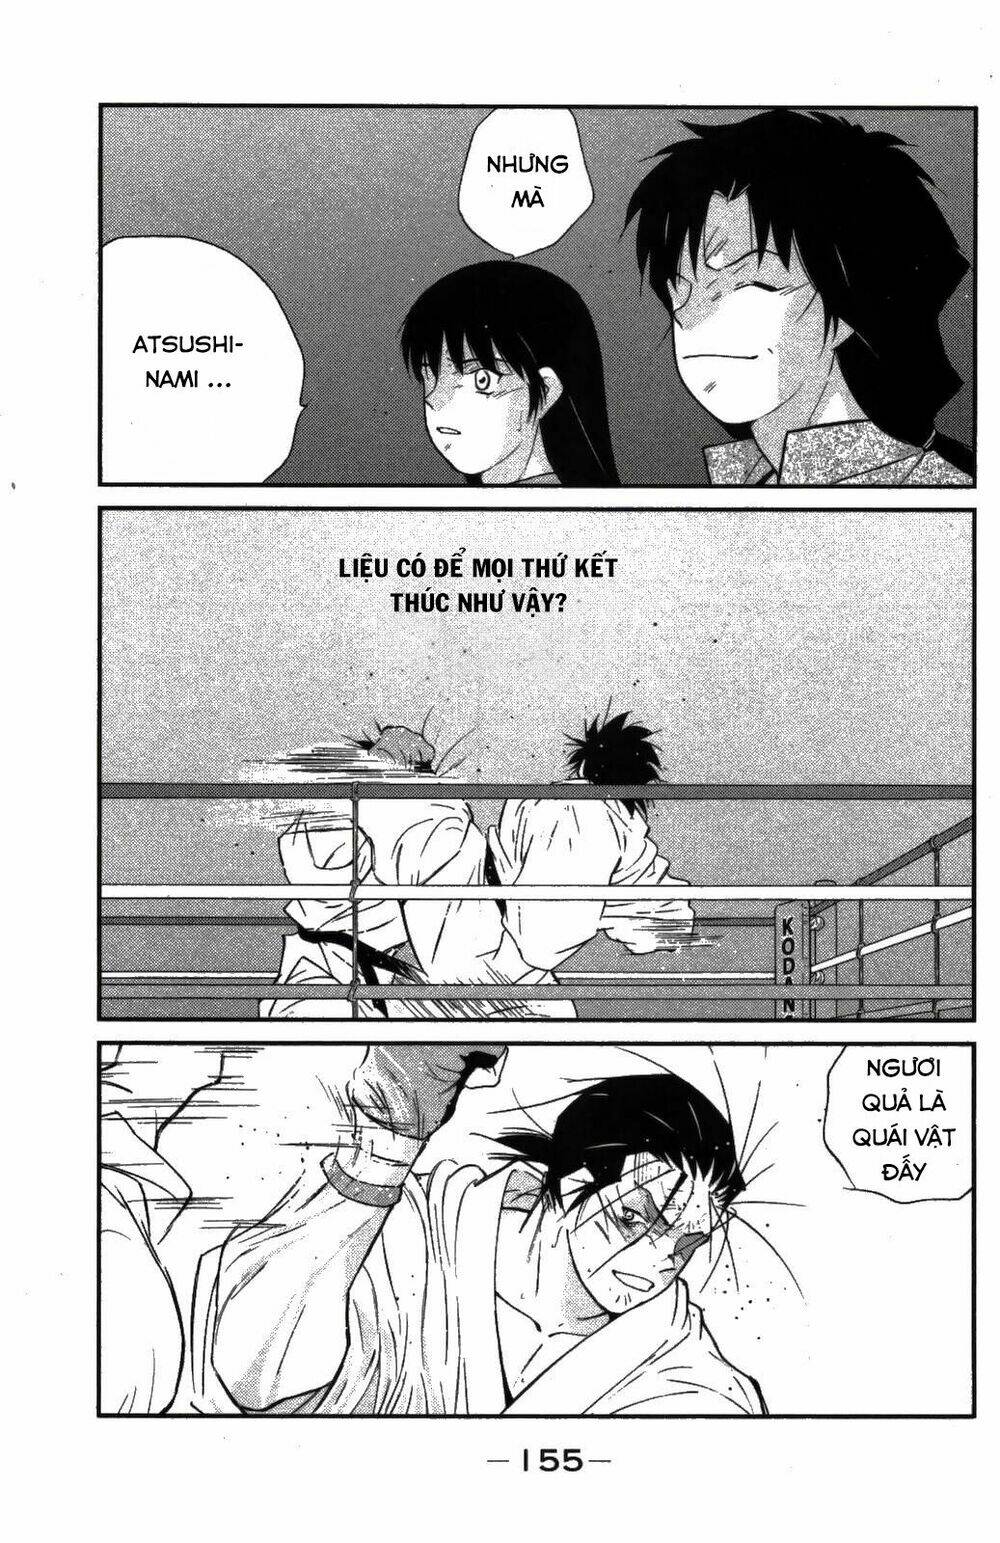 NHƯNG
MÀ
ATSUSHI-
NAMI ...
LIỆU CÓ ĐỂ MỌI THỨ KẾT
THÚC NHƯ VẬY?
KODAN
NGƯƠI
QUẢ LÀ
QUÁI VẬT
ĐẤY
— 155 —